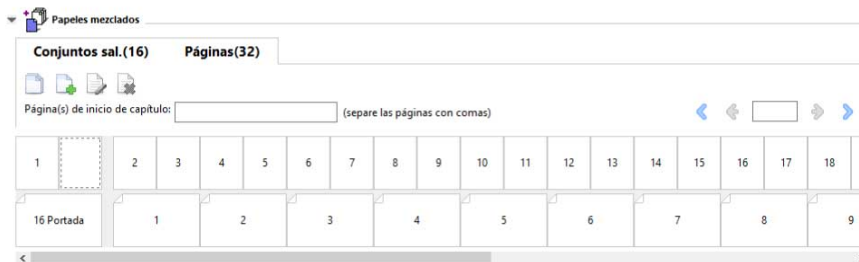 Papeles mezclados
Conjuntos sal.(16) Páginas(32)
Página(s) de inicio de capítulo: (separe las páginas con comas)
1 2 3 4 5 6 7 8 9 10 11 12 13 14 15 16 17 18
16 Portada 1 2 3 4 5 6 7 8 9